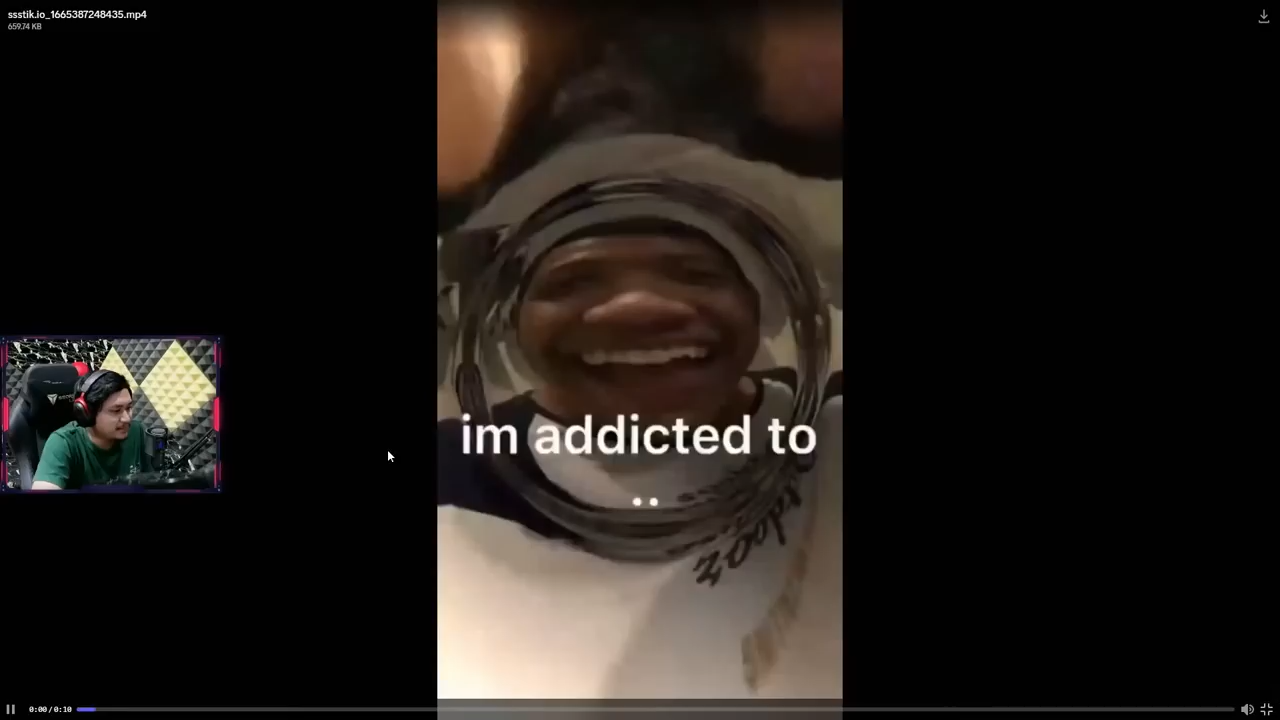 ssstik.io_1665387248435.mp4
659.74 KB
im addicted to
..
0:00/0:10